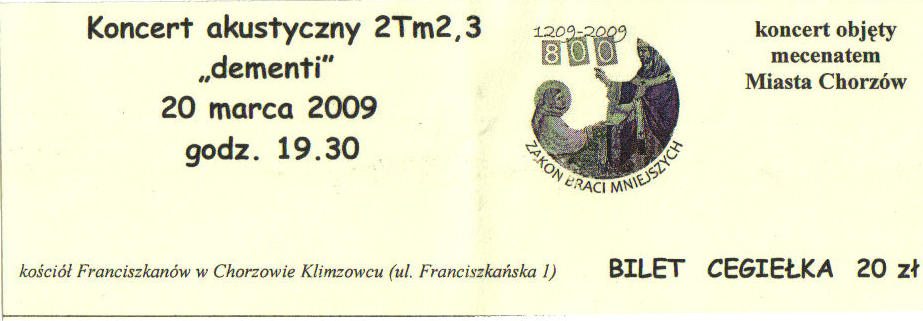 Koncert akustyczny 2Tm2,3
„dementi”
20 marca 2009
godz. 19.30
1209-2009
800
ZAKON BRACI MNIEJSZYCH
koncert objęty
mecenatem
Miasta Chorzów
kościół Franciszkanów w Chorzowie Klimzowcu (ul. Franciszkańska 1)
BILET CEGIEŁKA 20 zł